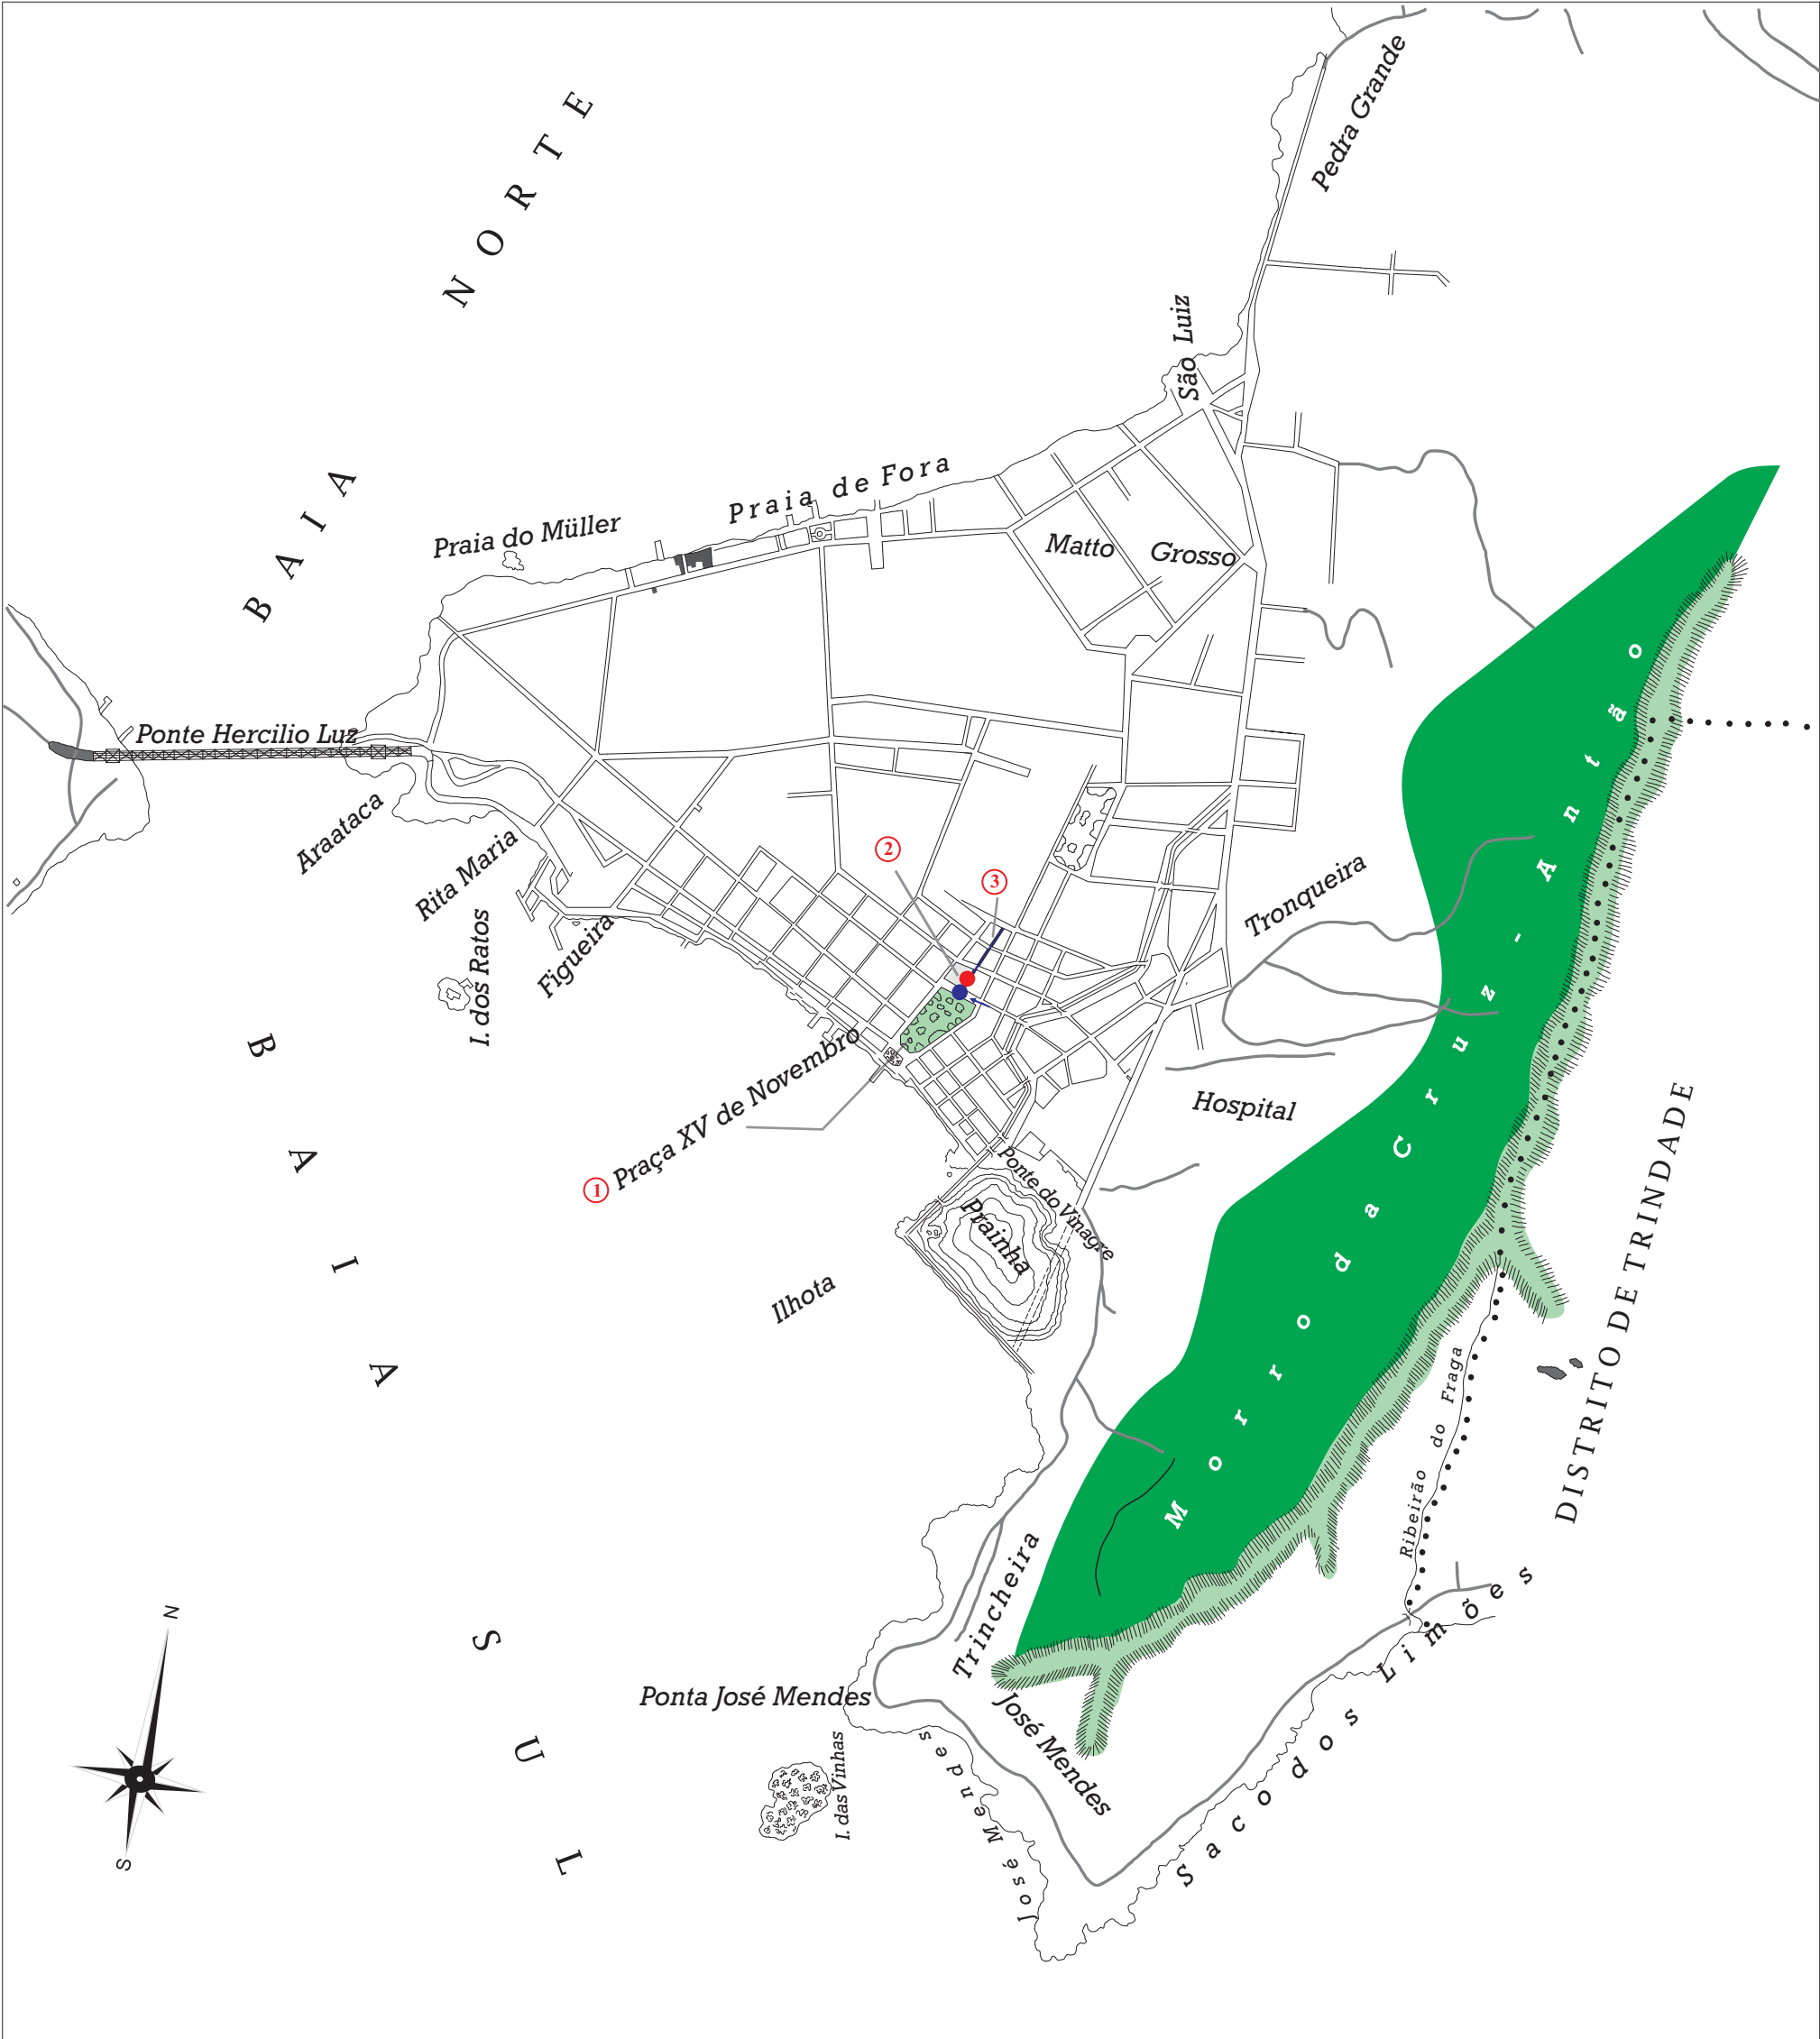 Pedra Grande
BAIA NORTE
São Luiz
Praia de Fora
Praia do Müller
Matto Grosso
Ponte Hercilio Luz
Araataca
Rita Maria
I. dos Ratos
Figueira
2
3
Tronqueira
Morro da Cruz - Antão
1 Praça XV de Novembro
Hospital
Ponte do Vinagre
Prainha
Ilhota
BAIA SUL
DISTRITO DE TRINDADE
Ribeirão do Fraga
Trincheira
Ponta José Mendes
José Mendes
I. das Vinhas
José Mendes
Saco dos Limões
N
S